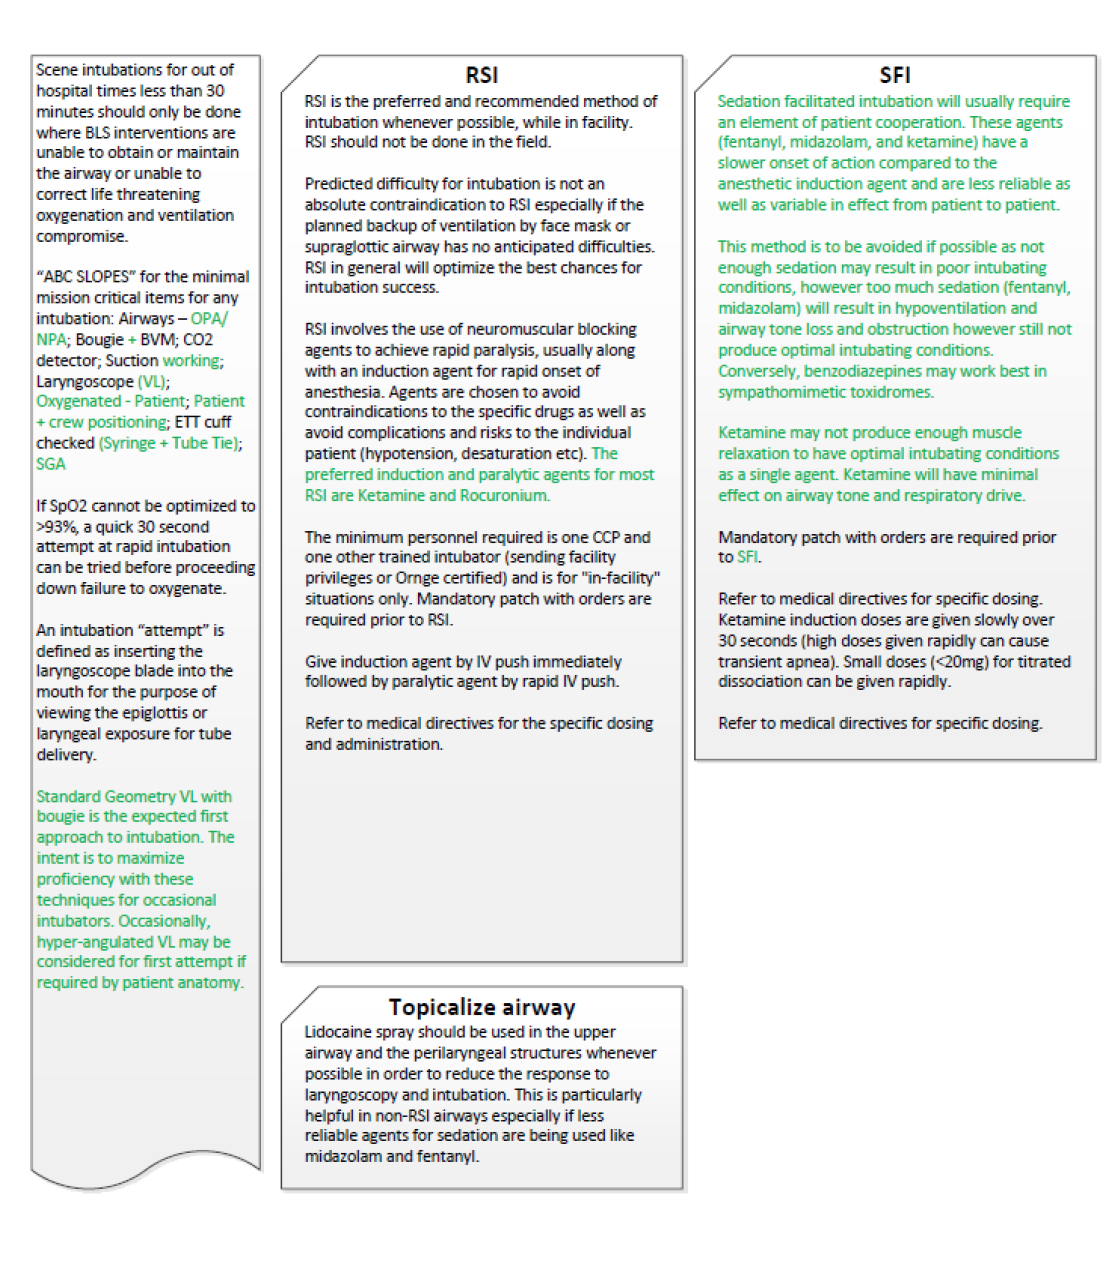 Scene intubations for out of
hospital times less than 30
minutes should only be done
where BLS interventions are
unable to obtain or maintain
the airway or unable to
correct life threatening
oxygenation and ventilation
compromise.
“ABC SLOPES” for the minimal
mission critical items for any
intubation: Airways – OPA/
NPA; Bougie + BVM; CO2
detector; Suction working;
Laryngoscope (VL);
Oxygenated - Patient; Patient
+ crew positioning; ETT cuff
checked (Syringe + Tube Tie);
SGA
If SpO2 cannot be optimized to
>93%, a quick 30 second
attempt at rapid intubation
can be tried before proceeding
down failure to oxygenate.
An intubation “attempt” is
defined as inserting the
laryngoscope blade into the
mouth for the purpose of
viewing the epiglottis or
laryngeal exposure for tube
delivery.
Standard Geometry VL with
bougie is the expected first
approach to intubation. The
intent is to maximize
proficiency with these
techniques for occasional
intubators. Occasionally,
hyper-angulated VL may be
considered for first attempt if
required by patient anatomy.
RSI
RSI is the preferred and recommended method of
intubation whenever possible, while in facility.
RSI should not be done in the field.
Predicted difficulty for intubation is not an
absolute contraindication to RSI especially if the
planned backup of ventilation by face mask or
supraglottic airway has no anticipated difficulties.
RSI in general will optimize the best chances for
intubation success.
RSI involves the use of neuromuscular blocking
agents to achieve rapid paralysis, usually along
with an induction agent for rapid onset of
anesthesia. Agents are chosen to avoid
contraindications to the specific drugs as well as
avoid complications and risks to the individual
patient (hypotension, desaturation etc). The
preferred induction and paralytic agents for most
RSI are Ketamine and Rocuronium.
The minimum personnel required is one CCP and
one other trained intubator (sending facility
privileges or Ornge certified) and is for "in-facility"
situations only. Mandatory patch with orders are
required prior to RSI.
Give induction agent by IV push immediately
followed by paralytic agent by rapid IV push.
Refer to medical directives for the specific dosing
and administration.
Topicalize airway
Lidocaine spray should be used in the upper
airway and the perilaryngeal structures whenever
possible in order to reduce the response to
laryngoscopy and intubation. This is particularly
helpful in non-RSI airways especially if less
reliable agents for sedation are being used like
midazolam and fentanyl.
SFI
Sedation facilitated intubation will usually require
an element of patient cooperation. These agents
(fentanyl, midazolam, and ketamine) have a
slower onset of action compared to the
anesthetic induction agent and are less reliable as
well as variable in effect from patient to patient.
This method is to be avoided if possible as not
enough sedation may result in poor intubating
conditions, however too much sedation (fentanyl,
midazolam) will result in hypoventilation and
airway tone loss and obstruction however still not
produce optimal intubating conditions.
Conversely, benzodiazepines may work best in
sympathomimetic toxidromes.
Ketamine may not produce enough muscle
relaxation to have optimal intubating conditions
as a single agent. Ketamine will have minimal
effect on airway tone and respiratory drive.
Mandatory patch with orders are required prior
to SFI.
Refer to medical directives for specific dosing.
Ketamine induction doses are given slowly over
30 seconds (high doses given rapidly can cause
transient apnea). Small doses (<20mg) for titrated
dissociation can be given rapidly.
Refer to medical directives for specific dosing.